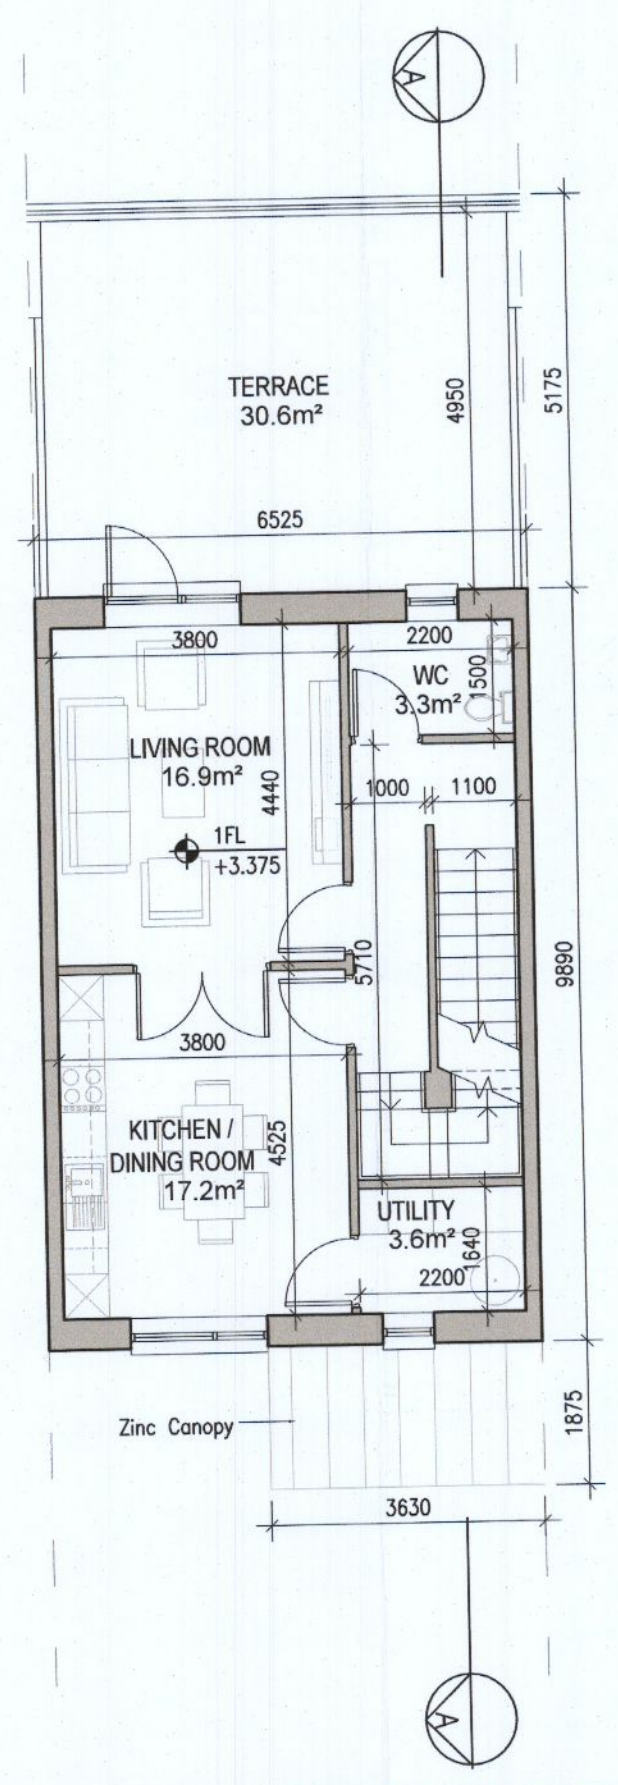 A
TERRACE
30.6m²
4950
5175
6525
3800
2200
WC
3.3m²
1500
LIVING ROOM
16.9m²
4440
1000
1100
1FL
+3.375
5710
9890
3800
KITCHEN /
DINING ROOM
17.2m²
4525
UTILITY
3.6m²
1640
2200
Zinc Canopy
1875
3630
A